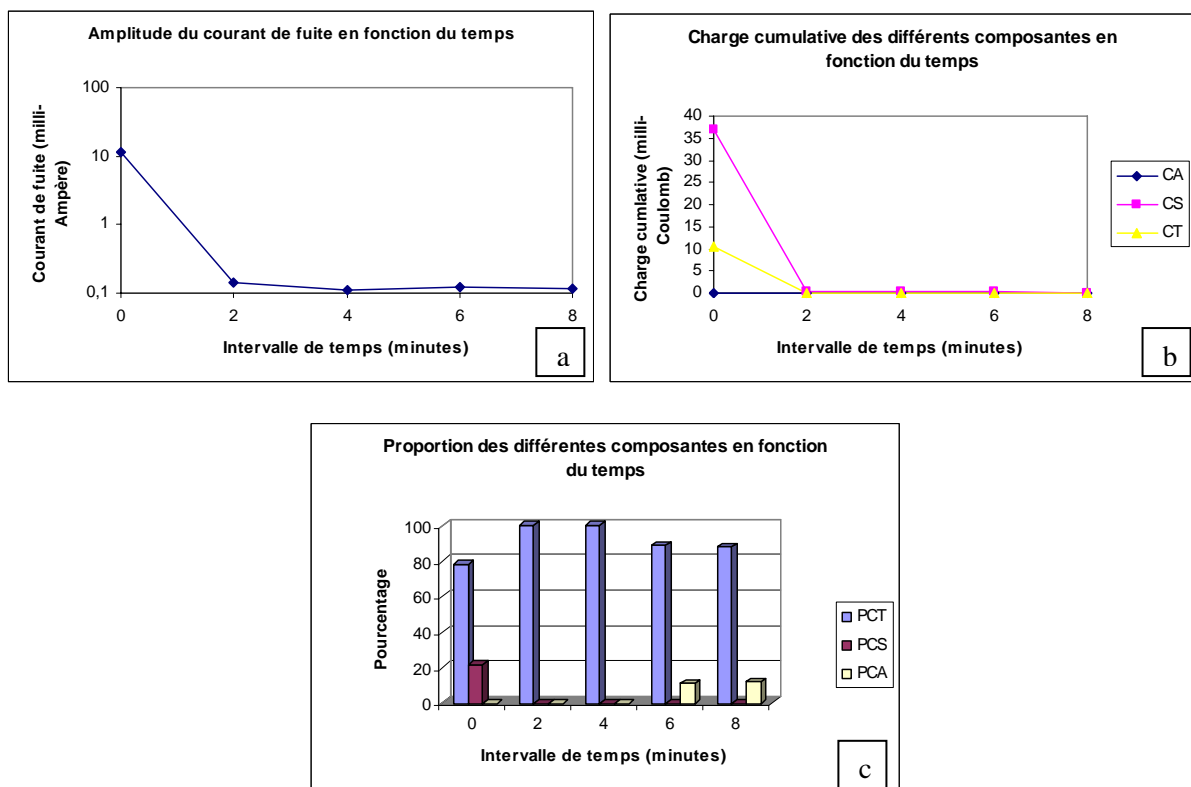 Amplitude du courant de fuite en fonction du temps
Courant de fuite (milli-
Ampère)
100
10
1
0,1
0 2 4 6 8
Intervalle de temps (minutes)
a
Charge cumulative des différents composantes en
fonction du temps
Charge cumlative (milli-
Coulomb)
40
35
30
25
20
15
10
5
0
0 2 4 6 8
Intervalle de temps (minutes)
CA
CS
CT
b
Proportion des différentes composantes en fonction
du temps
Pourcentage
100
80
60
40
20
0
0 2 4 6 8
Intervalle de temps (minutes)
PCT
PCS
PCA
c